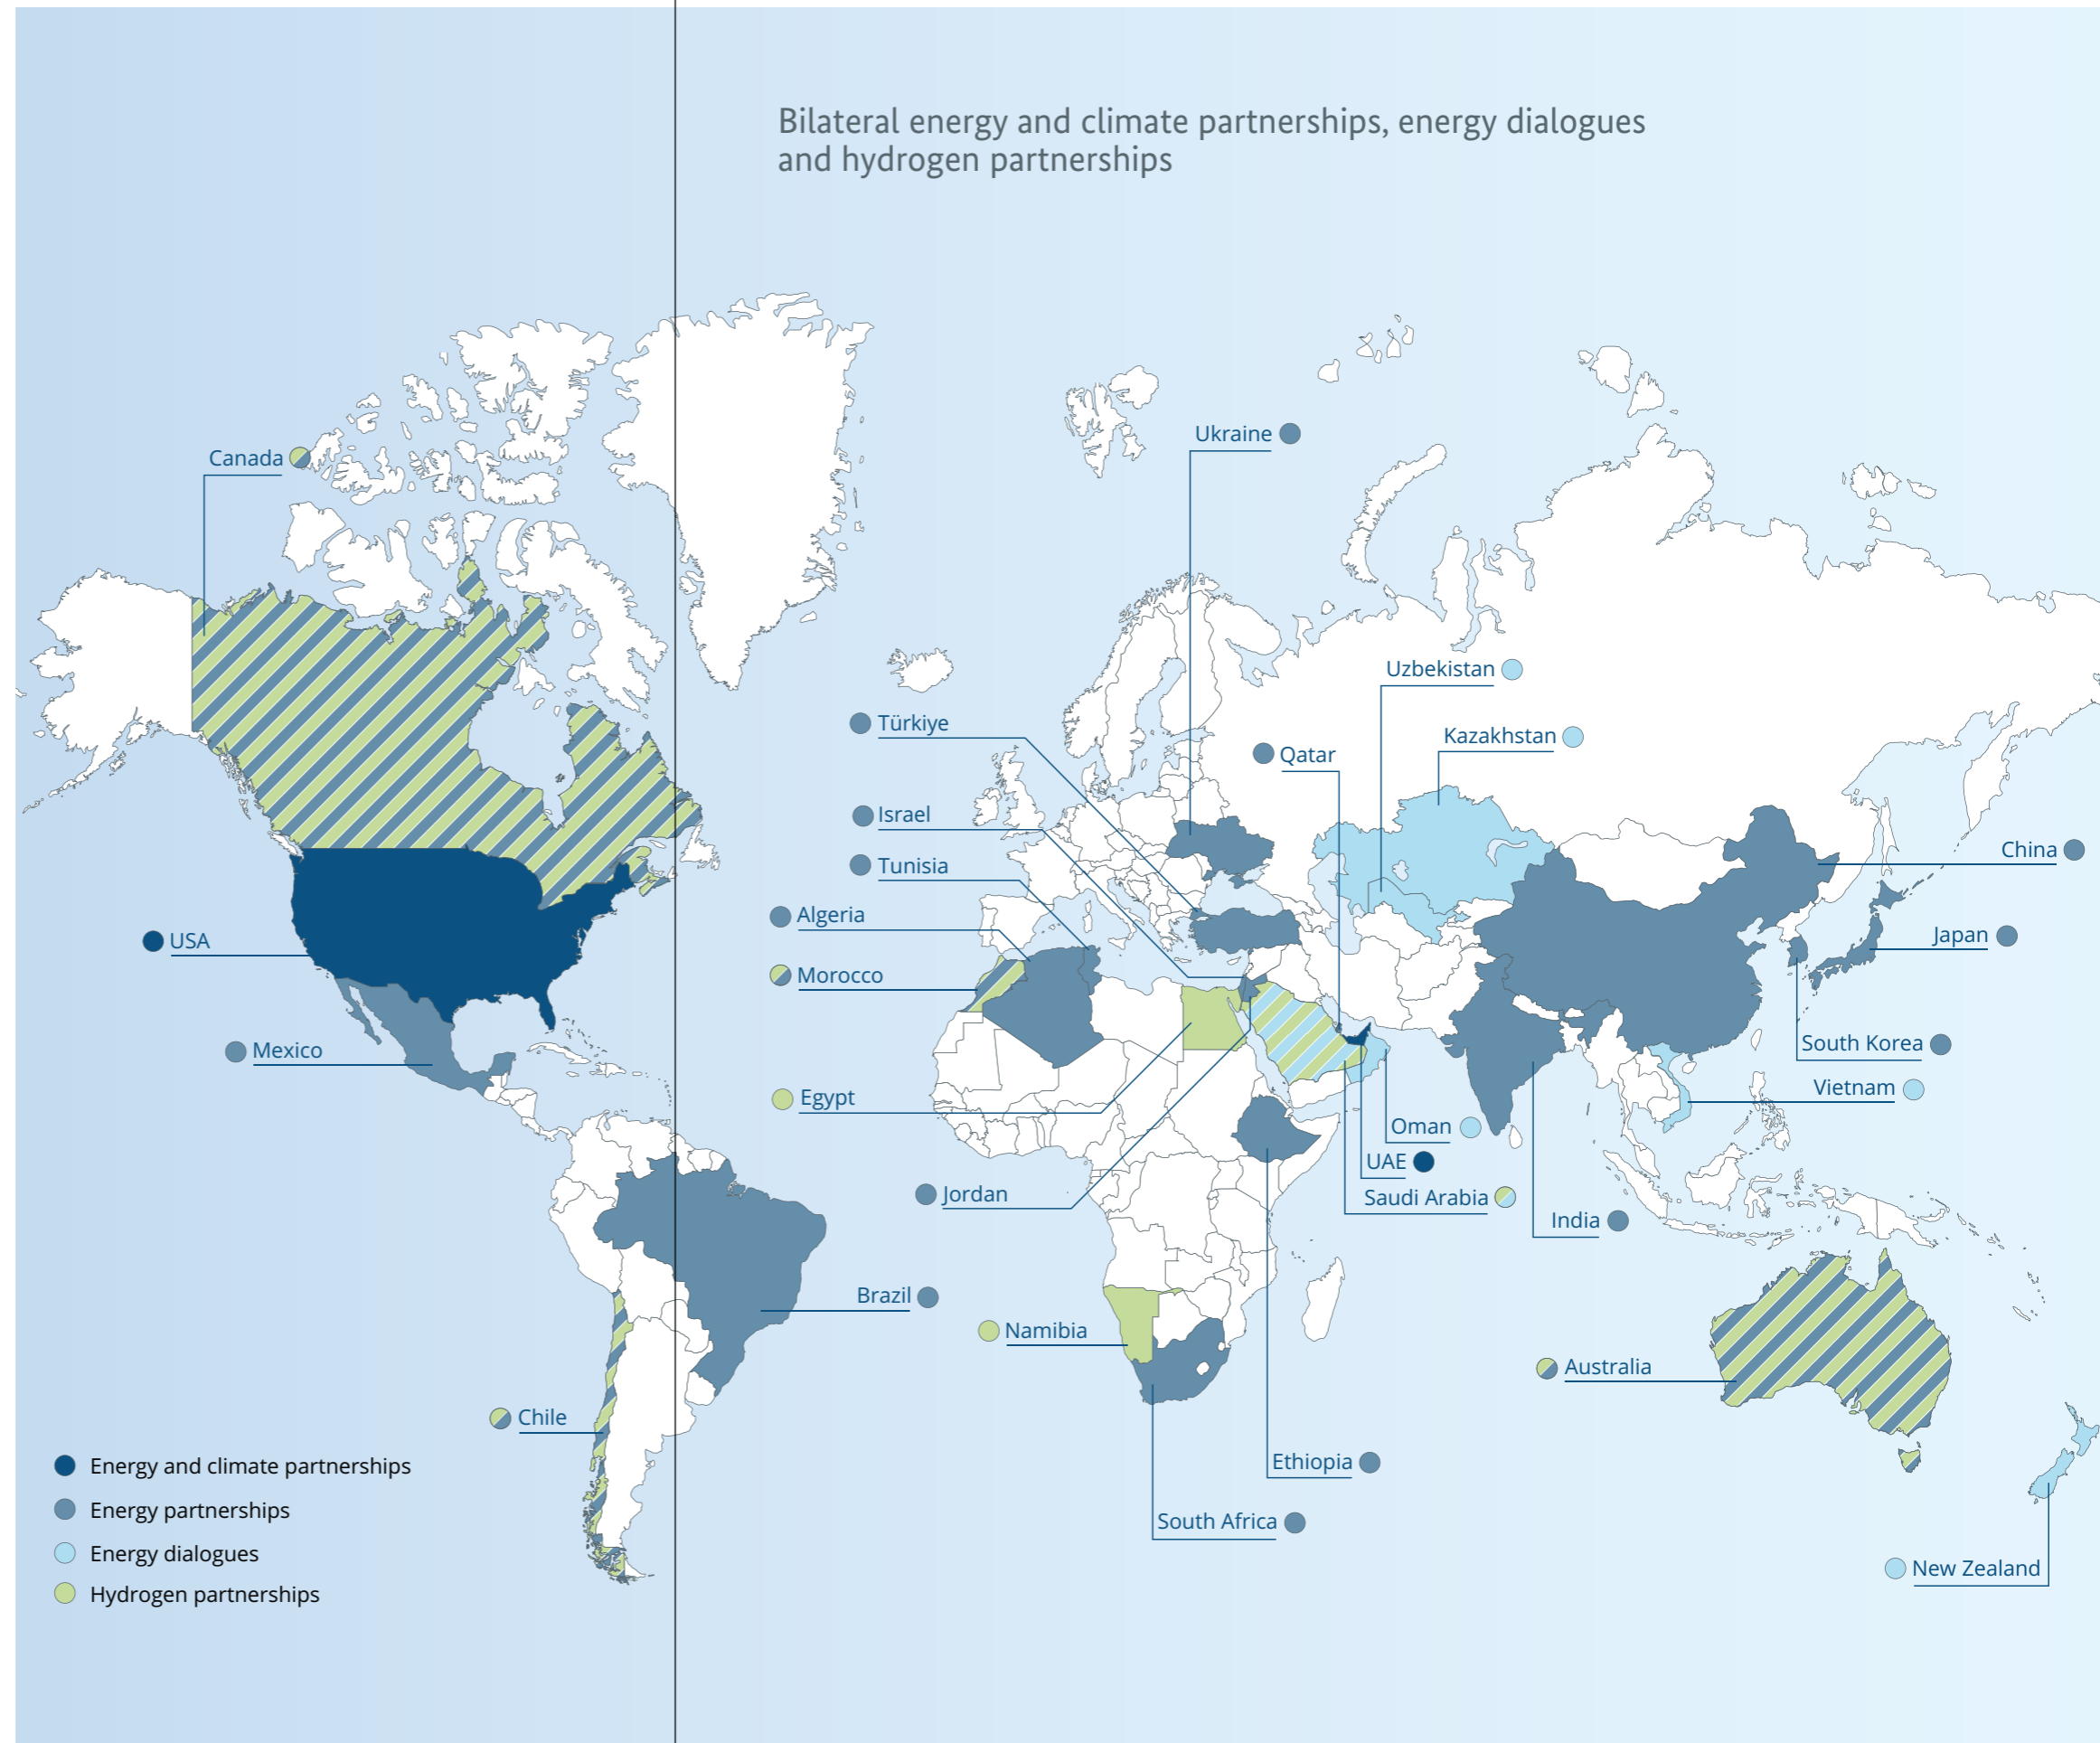 Bilateral energy and climate partnerships, energy dialogues
and hydrogen partnerships
Canada
Ukraine
Uzbekistan
Türkiye
Kazakhstan
Qatar
Israel
China
Tunisia
Algeria
Japan
USA
Morocco
South Korea
Mexico
Vietnam
Egypt
Oman
UAE
Jordan
Saudi Arabia
India
Brazil
Namibia
Australia
Chile
Ethiopia
South Africa
New Zealand
Energy and climate partnerships
Energy partnerships
Energy dialogues
Hydrogen partnerships